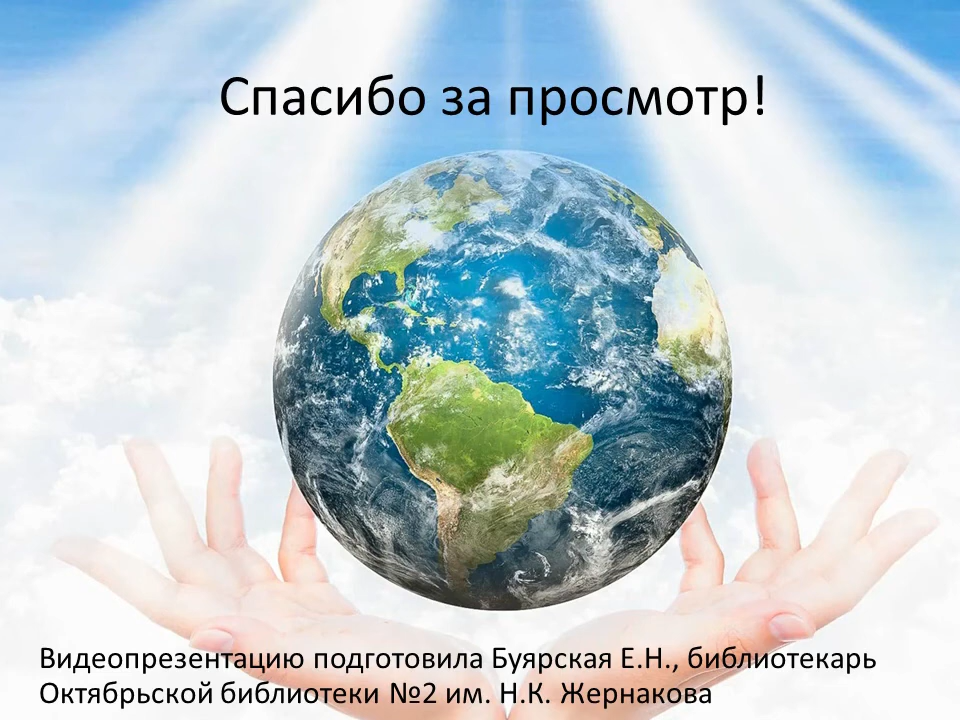 Спасибо за просмотр!
Видеопрезентацию подготовила Буярская Е.Н., библиотекарь
Октябрьской библиотеки №2 им. Н.К. Жернакова